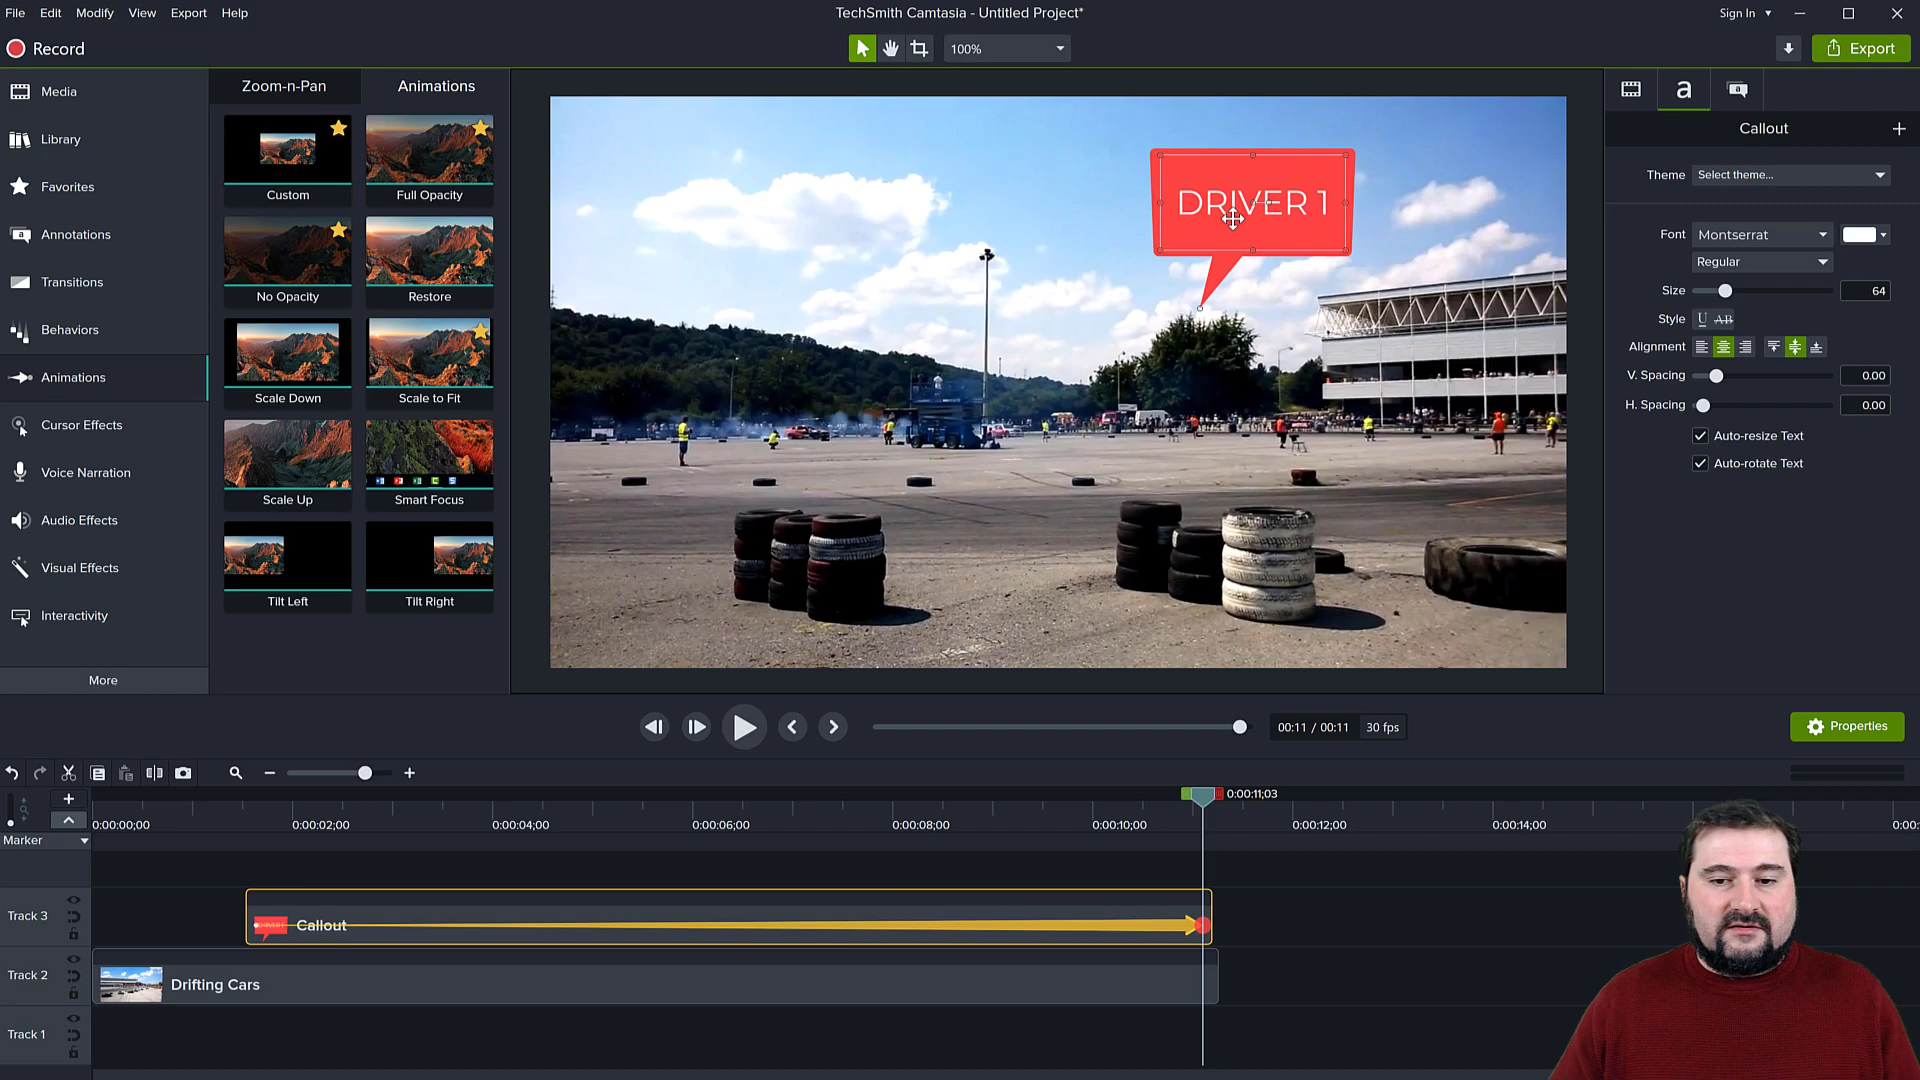 File Edit Modify View Export Help
TechSmith Camtasia - Untitled Project*
Sign In
Record
100%
Export
Media
Library
Favorites
Annotations
Transitions
Behaviors
Animations
Cursor Effects
Voice Narration
Audio Effects
Visual Effects
Interactivity
More
Zoom-n-Pan Animations
Custom Full Opacity
No Opacity Restore
Scale Down Scale to Fit
Scale Up Smart Focus
Tilt Left Tilt Right
DRIVER 1
a
Callout
Theme Select theme...
Font Montserrat
Regular
Size 64
Style U AB
Alignment
V. Spacing 0.00
H. Spacing 0.00
Auto-resize Text
Auto-rotate Text
00:11 / 00:11 30 fps
Properties
0:00:11;03
0:00:00;00 0:00:02;00 0:00:04;00 0:00:06;00 0:00:08;00 0:00:10;00 0:00:12;00 0:00:14;00 0:00:
Marker
Track 3
Callout
Track 2
Drifting Cars
Track 1